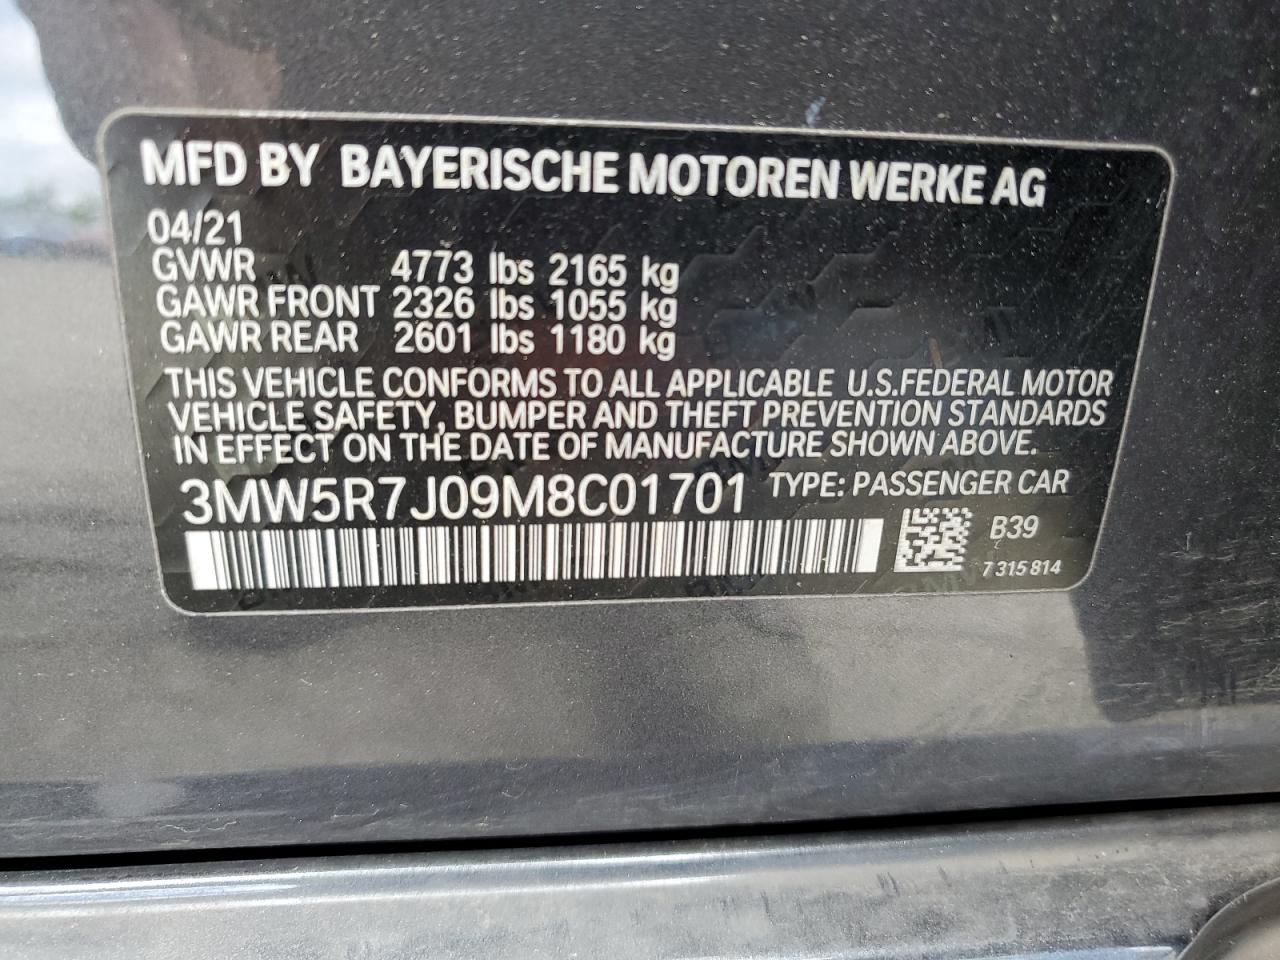 MFD BY BAYERISCHE MOTOREN WERKE AG
04/21
GVWR 4773 lbs 2165 kg
GAWR FRONT 2326 lbs 1055 kg
GAWR REAR 2601 lbs 1180 kg
THIS VEHICLE CONFORMS TO ALL APPLICABLE U.S.FEDERAL MOTOR
VEHICLE SAFETY, BUMPER AND THEFT PREVENTION STANDARDS
IN EFFECT ON THE DATE OF MANUFACTURE SHOWN ABOVE.
3MW5R7J09M8C01701 TYPE: PASSENGER CAR
B39
7 315 814